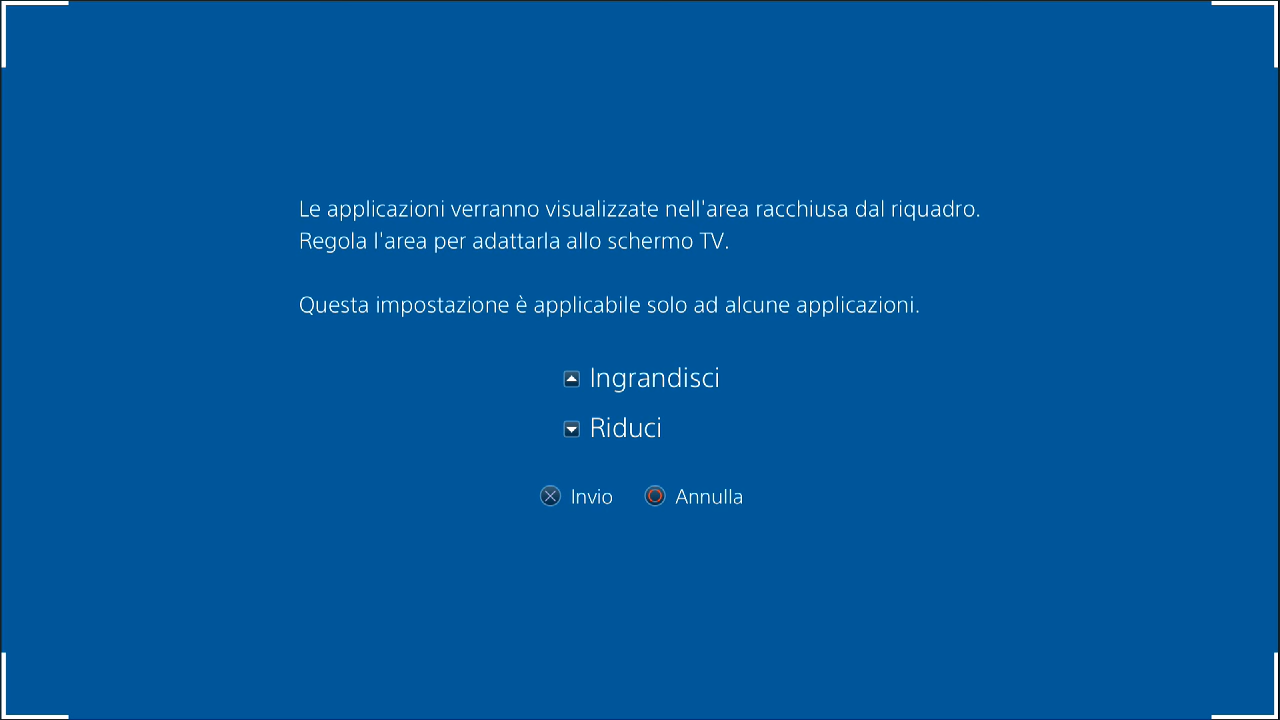 Le applicazioni verranno visualizzate nell'area racchiusa dal riquadro.
Regola l'area per adattarla allo schermo TV.
Questa impostazione è applicabile solo ad alcune applicazioni.
Ingrandisci
Riduci
Invio Annulla